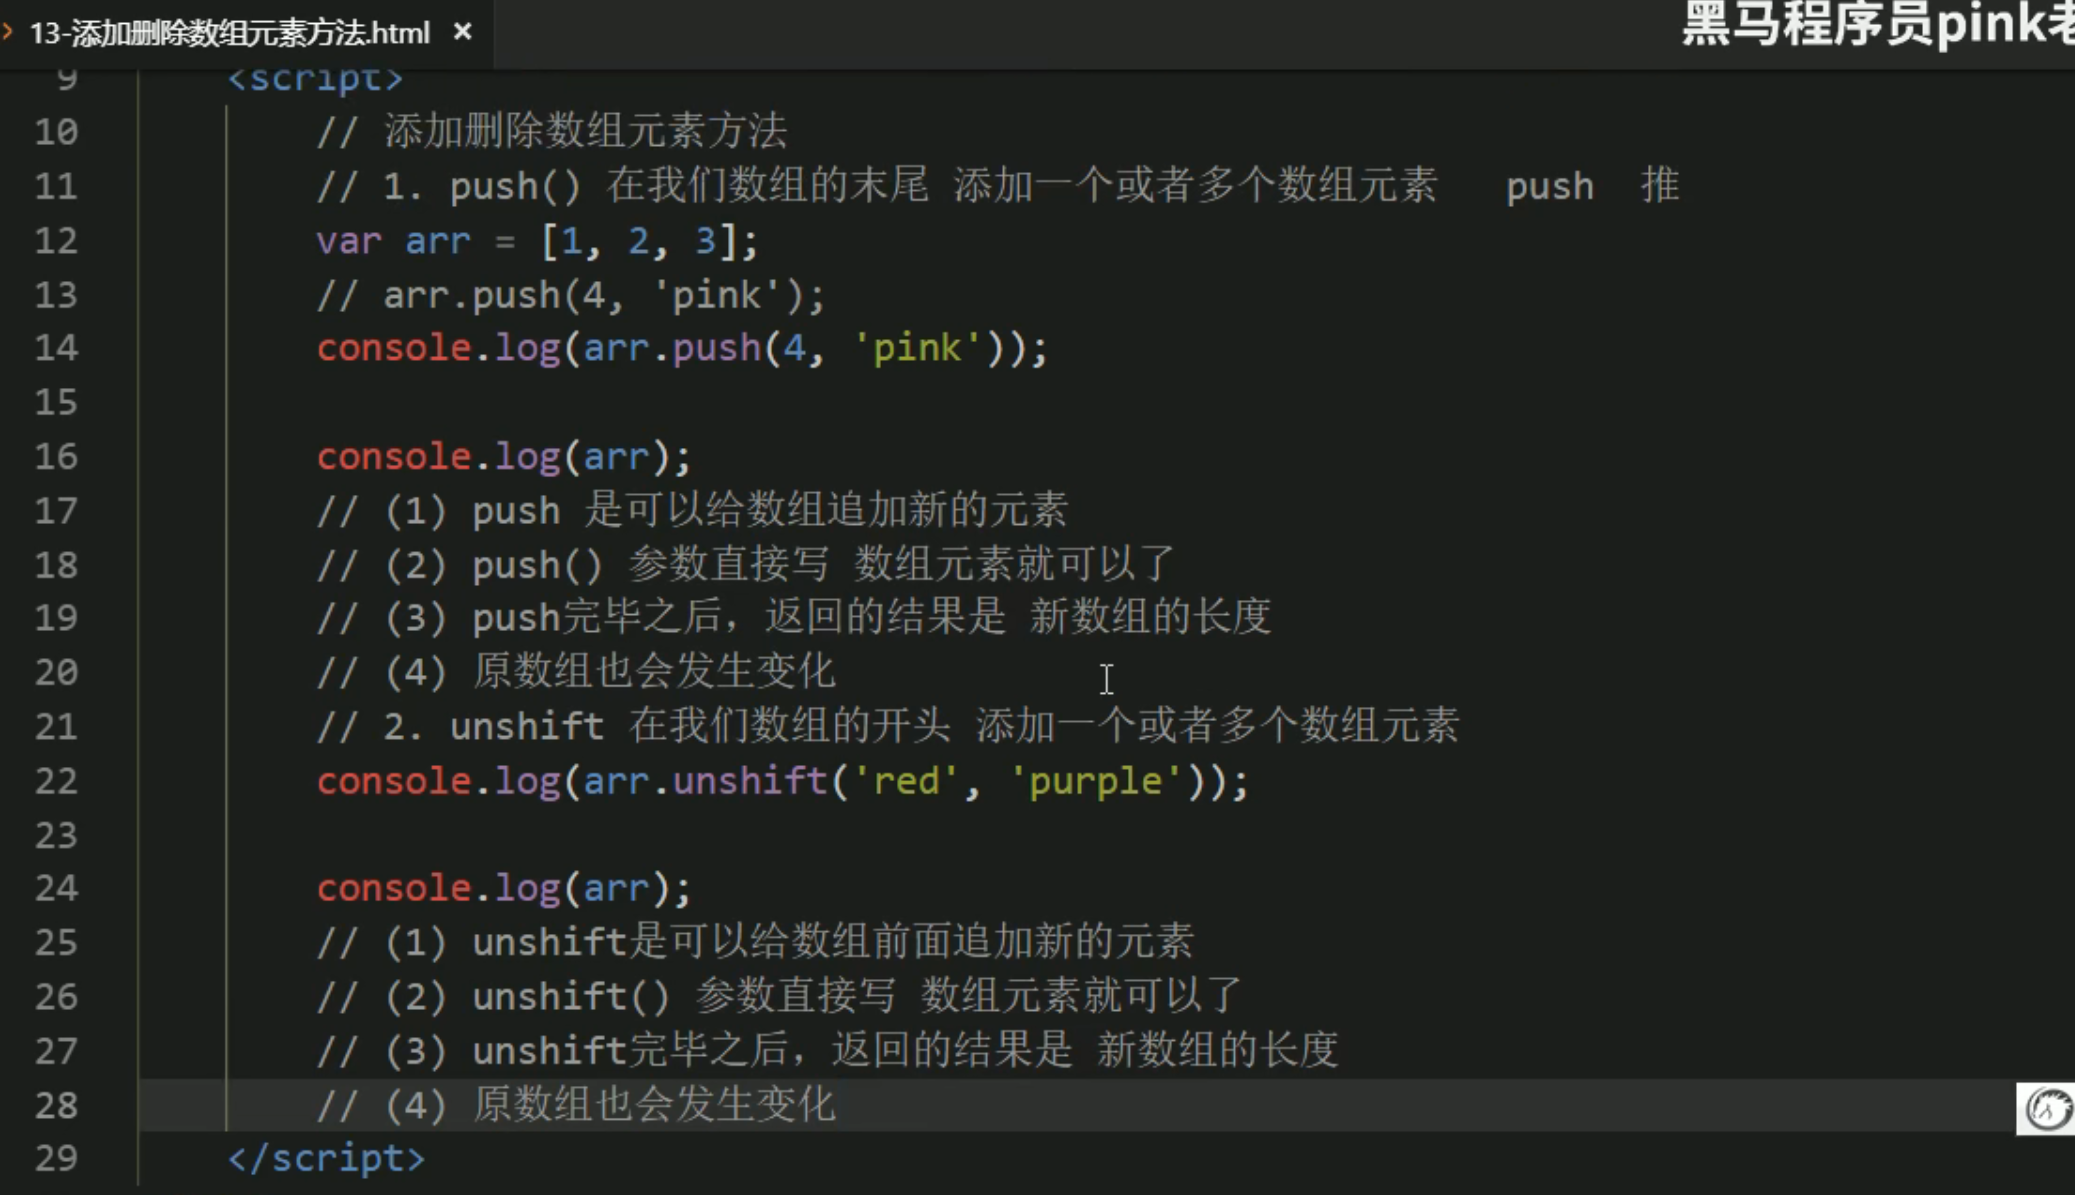 13-添加删除数组元素方法.html ×
黑马程序员pink老
9 <script>
10 // 添加删除数组元素方法
11 // 1. push() 在我们数组的末尾 添加一个或者多个数组元素   push  推
12 var arr = [1, 2, 3];
13 // arr.push(4, 'pink');
14 console.log(arr.push(4, 'pink'));
15
16 console.log(arr);
17 // (1) push 是可以给数组追加新的元素
18 // (2) push() 参数直接写 数组元素就可以了
19 // (3) push完毕之后，返回的结果是 新数组的长度
20 // (4) 原数组也会发生变化
21 // 2. unshift 在我们数组的开头 添加一个或者多个数组元素
22 console.log(arr.unshift('red', 'purple'));
23
24 console.log(arr);
25 // (1) unshift是可以给数组前面追加新的元素
26 // (2) unshift() 参数直接写 数组元素就可以了
27 // (3) unshift完毕之后，返回的结果是 新数组的长度
28 // (4) 原数组也会发生变化
29 </script>